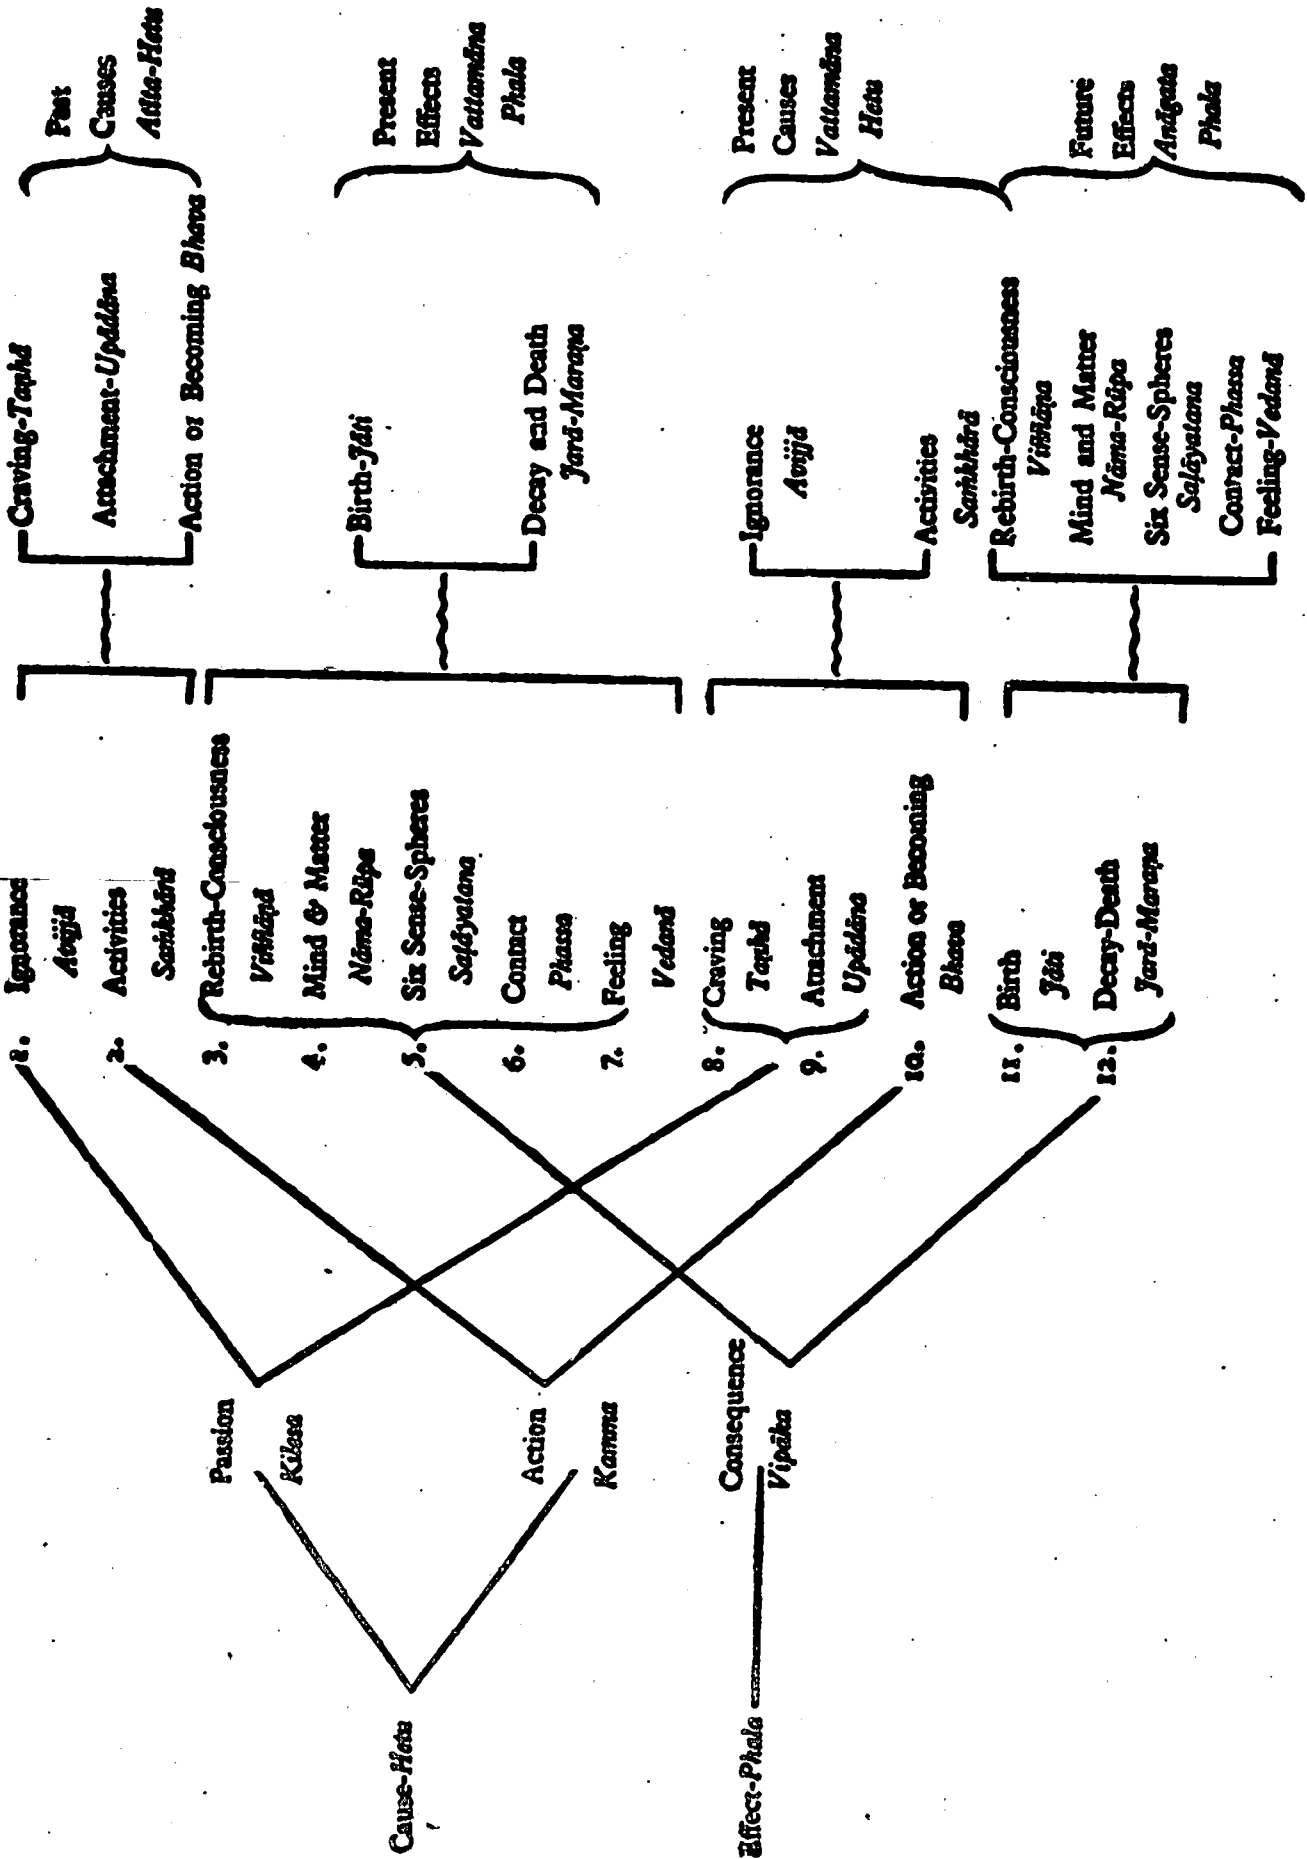 Cause-Hetu
Effect-Phala
Passion
Kilesa
Action
Kamma
Consequence
Vipāka
1. Ignorance
Avijjā
2. Activities
Saṁkhārā
3. Rebirth-Consciousness
Viññāṇā
4. Mind & Matter
Nāma-Rūpa
5. Six Sense-Spheres
Saḷāyatana
6. Contact
Phassa
7. Feeling
Vedanā
8. Craving
Taṇhā
9. Attachment
Upādāna
10. Action or Becoming
Bhava
11. Birth
Jāti
12. Decay-Death
Jarā-Maraṇa
Craving-Taṇhā
Attachment-Upādāna
Action or Becoming Bhava
Birth-Jāti
Decay and Death
Jarā-Maraṇa
Ignorance
Avijjā
Activities
Saṁkhārā
Rebirth-Consciousness
Viññāṇa
Mind and Matter
Nāma-Rūpa
Six Sense-Spheres
Saḷāyatana
Contact-Phassa
Feeling-Vedanā
Past
Causes
Atīta-Hetu
Present
Effects
Vattamāna
Phala
Present
Causes
Vattamāna
Hetu
Future
Effects
Anāgata
Phala